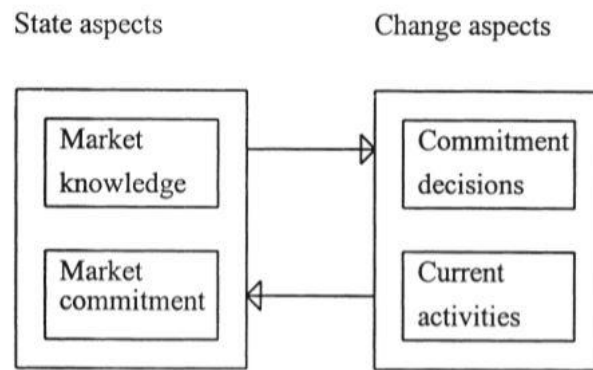 State aspects
Change aspects
Market
knowledge
Commitment
decisions
Market
commitment
Current
activities